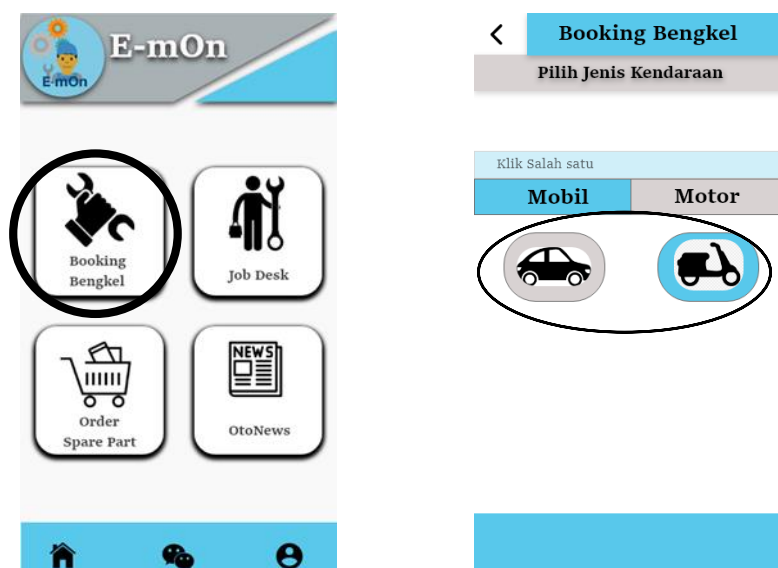 E-mOn
E-mOn
Booking
Bengkel
Job Desk
Order
Spare Part
NEWS
OtoNews
Booking Bengkel
Pilih Jenis Kendaraan
Klik Salah satu
Mobil
Motor